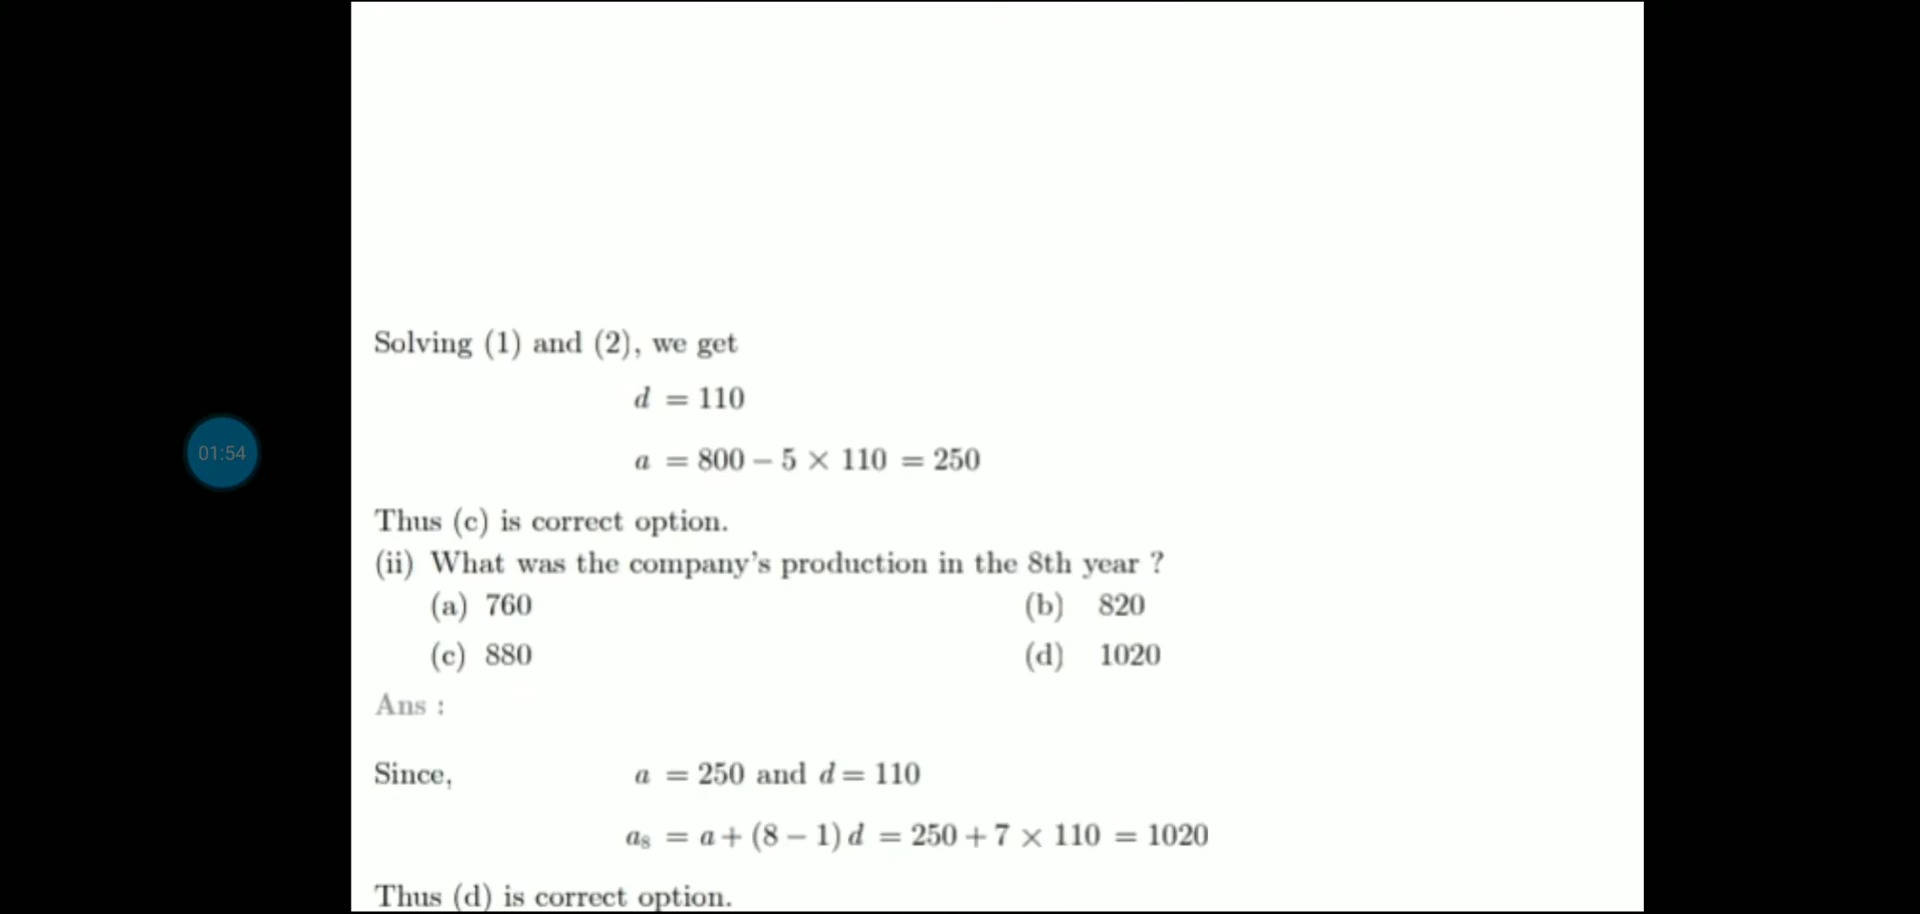 Solving (1) and (2), we get
d = 110
a = 800 − 5 × 110 = 250
01:54
Thus (c) is correct option.
(ii) What was the company's production in the 8th year ?
(a) 760 (b) 820
(c) 880 (d) 1020
Ans :
Since, a = 250 and d = 110
a₈ = a + (8 − 1) d = 250 + 7 × 110 = 1020
Thus (d) is correct option.